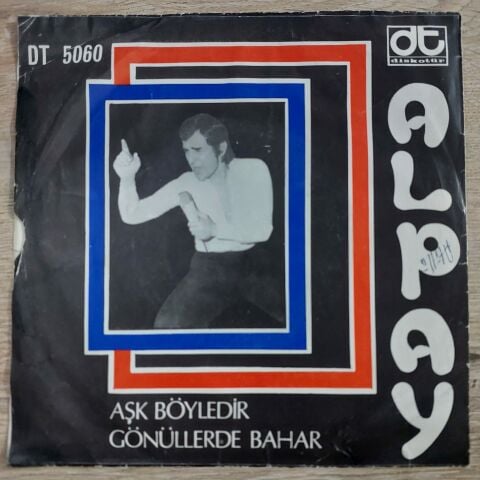 DT 5060
dt
diskotür
ALPAY
AŞK BÖYLEDİR
GÖNÜLLERDE BAHAR